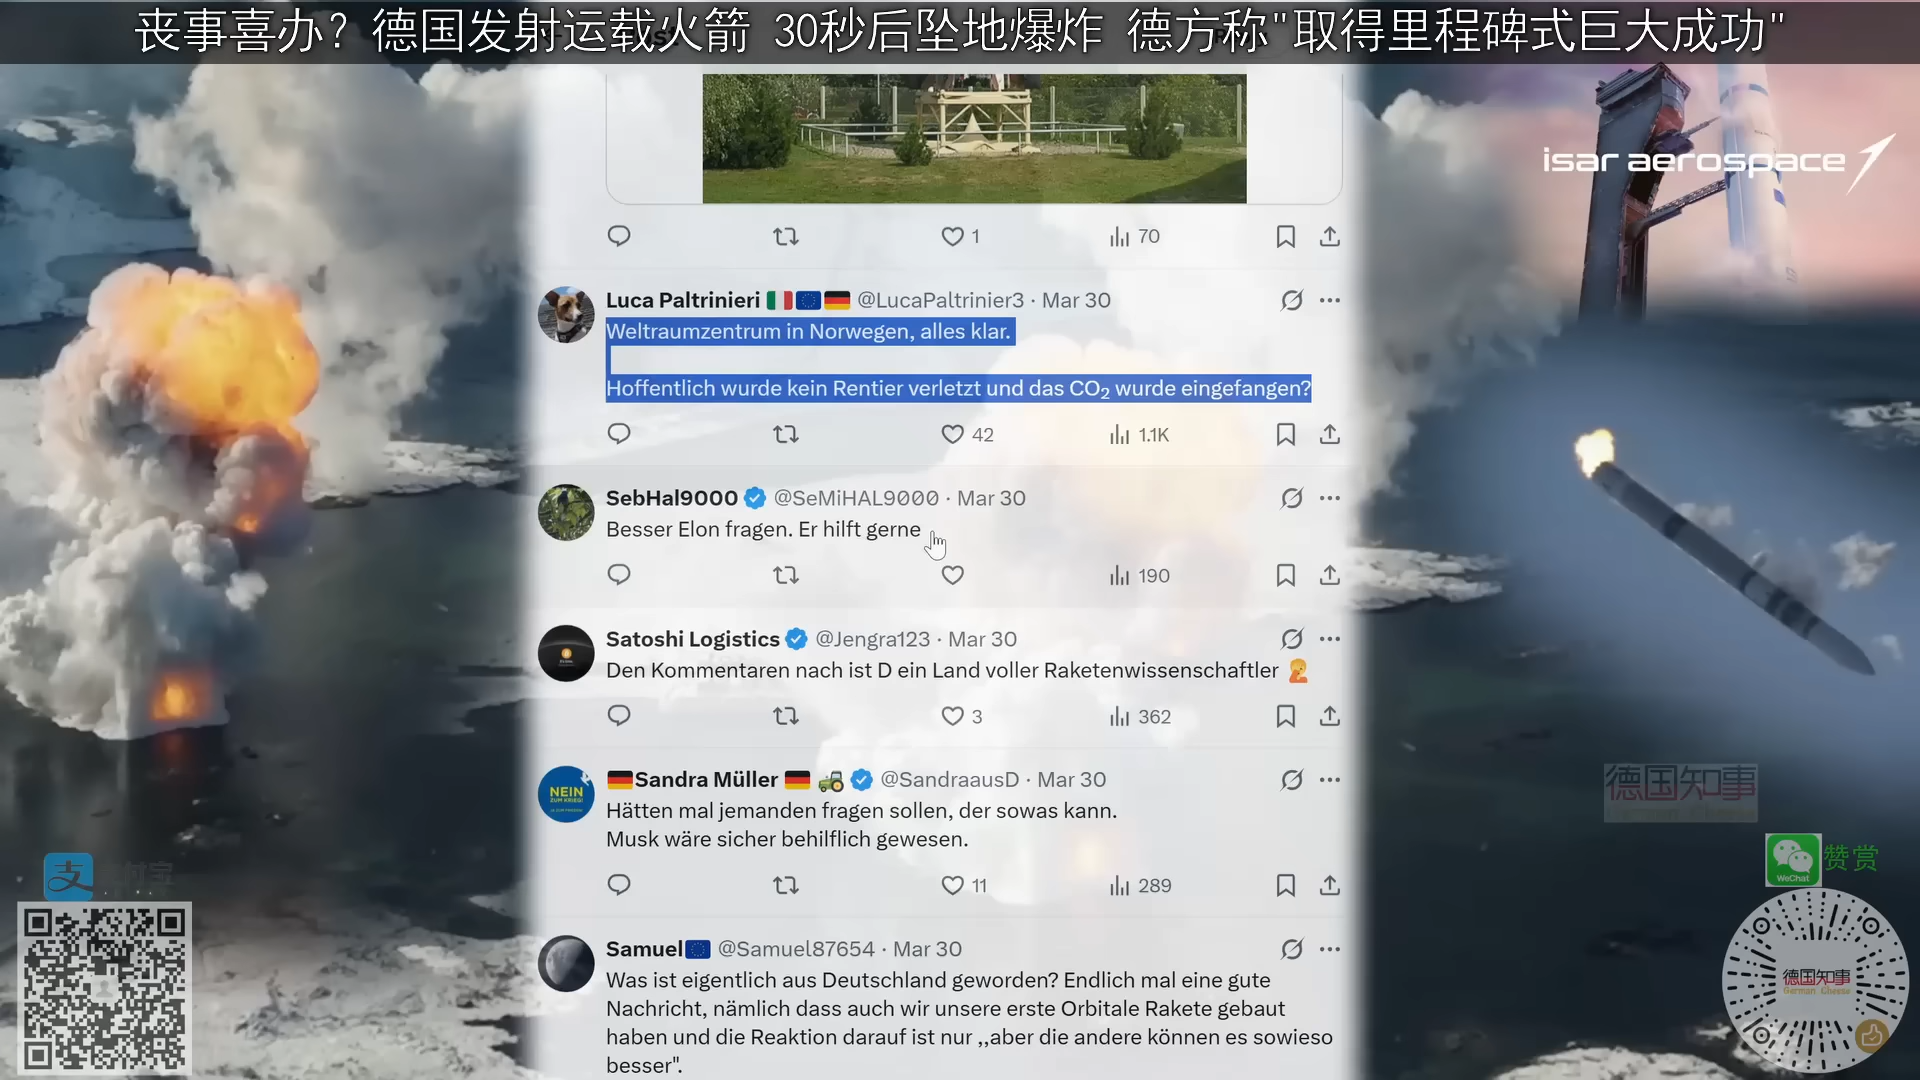 丧事喜办? 德国发射运载火箭 30秒后坠地爆炸 德方称"取得里程碑式巨大成功"
isar aerospace
1 70
Luca Paltrinieri 🇮🇹🇪🇺🇩🇪 @LucaPaltrinier3 · Mar 30
Weltraumzentrum in Norwegen, alles klar.
Hoffentlich wurde kein Rentier verletzt und das CO₂ wurde eingefangen?
42 1.1K
SebHal9000 @SeMiHAL9000 · Mar 30
Besser Elon fragen. Er hilft gerne
190
Satoshi Logistics @Jengra123 · Mar 30
Den Kommentaren nach ist D ein Land voller Raketenwissenschaftler 🤦
3 362
🇩🇪Sandra Müller 🇩🇪 🚜 @SandraausD · Mar 30
NEIN
ZUM KRIEG!
Hätten mal jemanden fragen sollen, der sowas kann.
Musk wäre sicher behilflich gewesen.
11 289
Samuel🇪🇺 @Samuel87654 · Mar 30
Was ist eigentlich aus Deutschland geworden? Endlich mal eine gute
Nachricht, nämlich dass auch wir unsere erste Orbitale Rakete gebaut
haben und die Reaktion darauf ist nur ,,aber die andere können es sowieso
besser".
德国知事
支 支付宝
WeChat
赞赏
德国知事
German Cheese